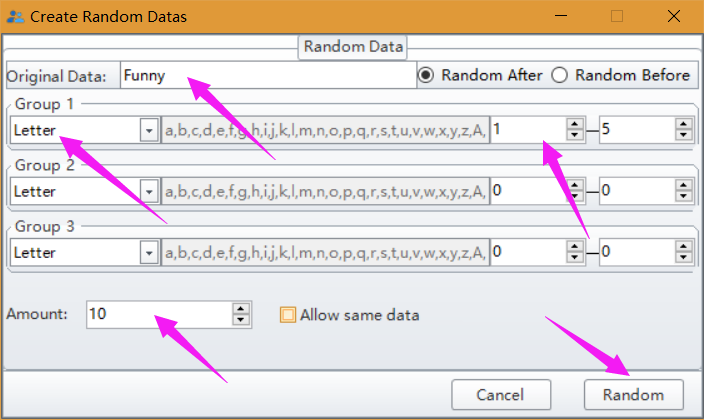 Create Random Datas
Random Data
Original Data: Funny Random After Random Before
Group 1
Letter a,b,c,d,e,f,g,h,i,j,k,l,m,n,o,p,q,r,s,t,u,v,w,x,y,z,A, 1 — 5
Group 2
Letter a,b,c,d,e,f,g,h,i,j,k,l,m,n,o,p,q,r,s,t,u,v,w,x,y,z,A, 0 — 0
Group 3
Letter a,b,c,d,e,f,g,h,i,j,k,l,m,n,o,p,q,r,s,t,u,v,w,x,y,z,A, 0 — 0
Amount: 10 Allow same data
Cancel Random